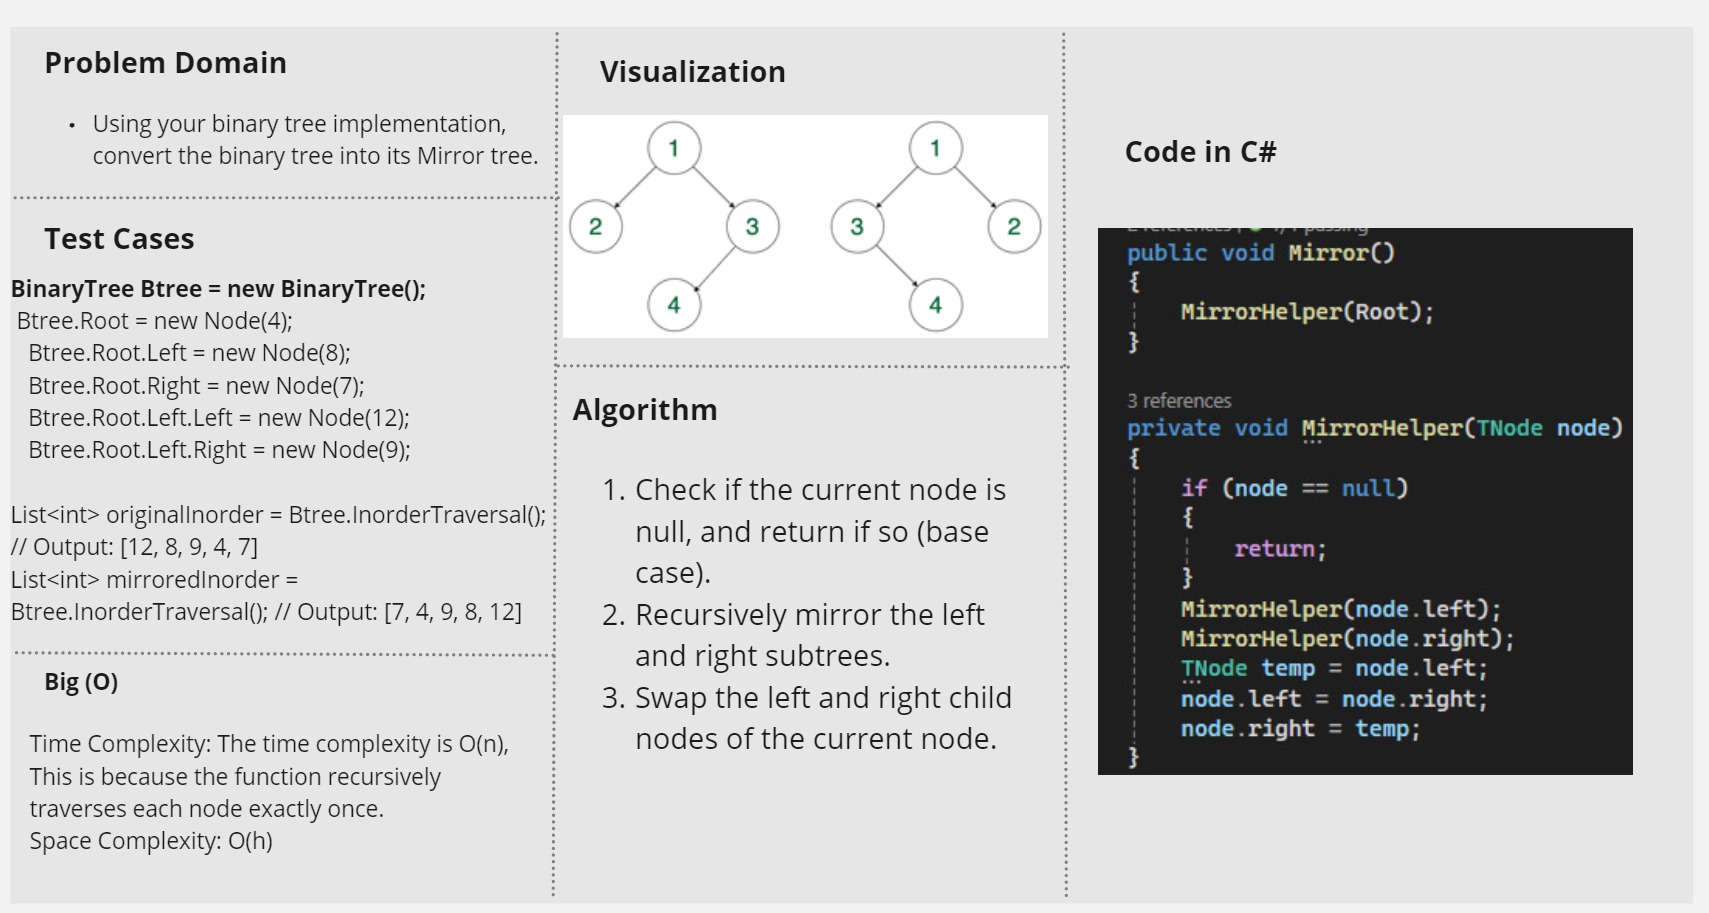 Problem Domain
• Using your binary tree implementation,
convert the binary tree into its Mirror tree.
Test Cases
BinaryTree Btree = new BinaryTree();
Btree.Root = new Node(4);
Btree.Root.Left = new Node(8);
Btree.Root.Right = new Node(7);
Btree.Root.Left.Left = new Node(12);
Btree.Root.Left.Right = new Node(9);
List<int> originalInorder = Btree.InorderTraversal();
// Output: [12, 8, 9, 4, 7]
List<int> mirroredInorder =
Btree.InorderTraversal(); // Output: [7, 4, 9, 8, 12]
Big (O)
Time Complexity: The time complexity is O(n),
This is because the function recursively
traverses each node exactly once.
Space Complexity: O(h)
Visualization
1
2
3
4
1
3
2
4
Algorithm
1. Check if the current node is
null, and return if so (base
case).
2. Recursively mirror the left
and right subtrees.
3. Swap the left and right child
nodes of the current node.
Code in C#
public void Mirror()
{
MirrorHelper(Root);
}
3 references
private void MirrorHelper(TNode node)
{
if (node == null)
{
return;
}
MirrorHelper(node.left);
MirrorHelper(node.right);
TNode temp = node.left;
node.left = node.right;
node.right = temp;
}